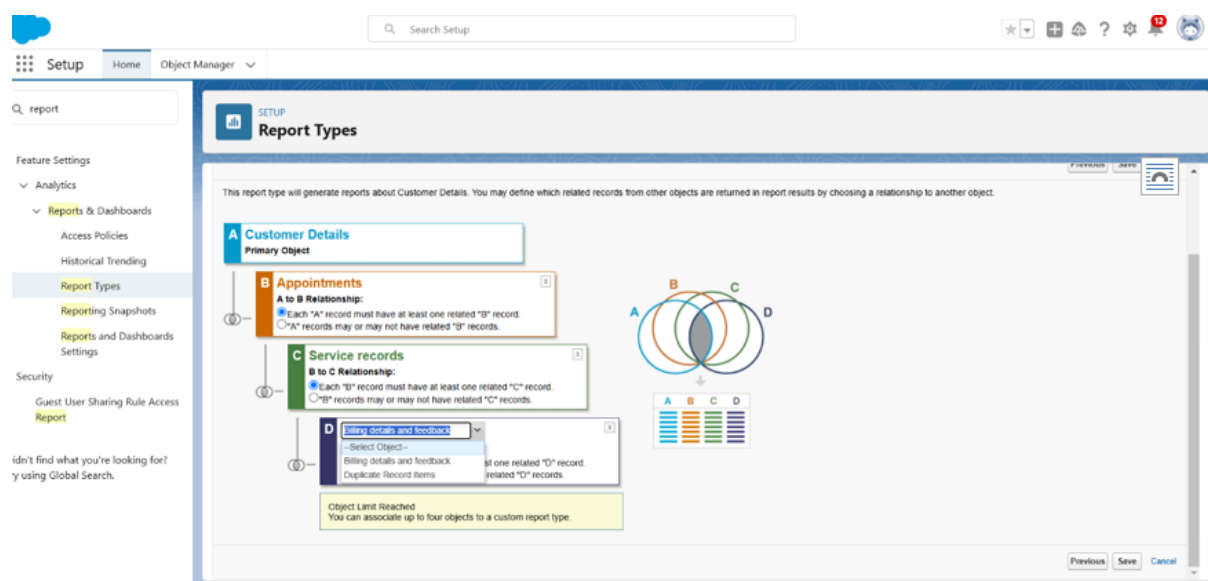 Search Setup
12
Setup
Home
Object Manager
report
Feature Settings
Analytics
Reports & Dashboards
Access Policies
Historical Trending
Report Types
Reporting Snapshots
Reports and Dashboards
Settings
Security
Guest User Sharing Rule Access
Report
idn't find what you're looking for?
y using Global Search.
SETUP
Report Types
Previous Save
This report type will generate reports about Customer Details. You may define which related records from other objects are returned in report results by choosing a relationship to another object.
A Customer Details
Primary Object
B Appointments
x
A to B Relationship:
Each "A" record must have at least one related "B" record.
"A" records may or may not have related "B" records.
C Service records
x
B to C Relationship:
Each "B" record must have at least one related "C" record.
"B" records may or may not have related "C" records.
D Billing details and feedback
x
--Select Object--
Billing details and feedback
st one related "D" record.
Duplicate Record Items
related "D" records.
Object Limit Reached
You can associate up to four objects to a custom report type.
B
C
A
D
A B C D
Previous Save Cancel